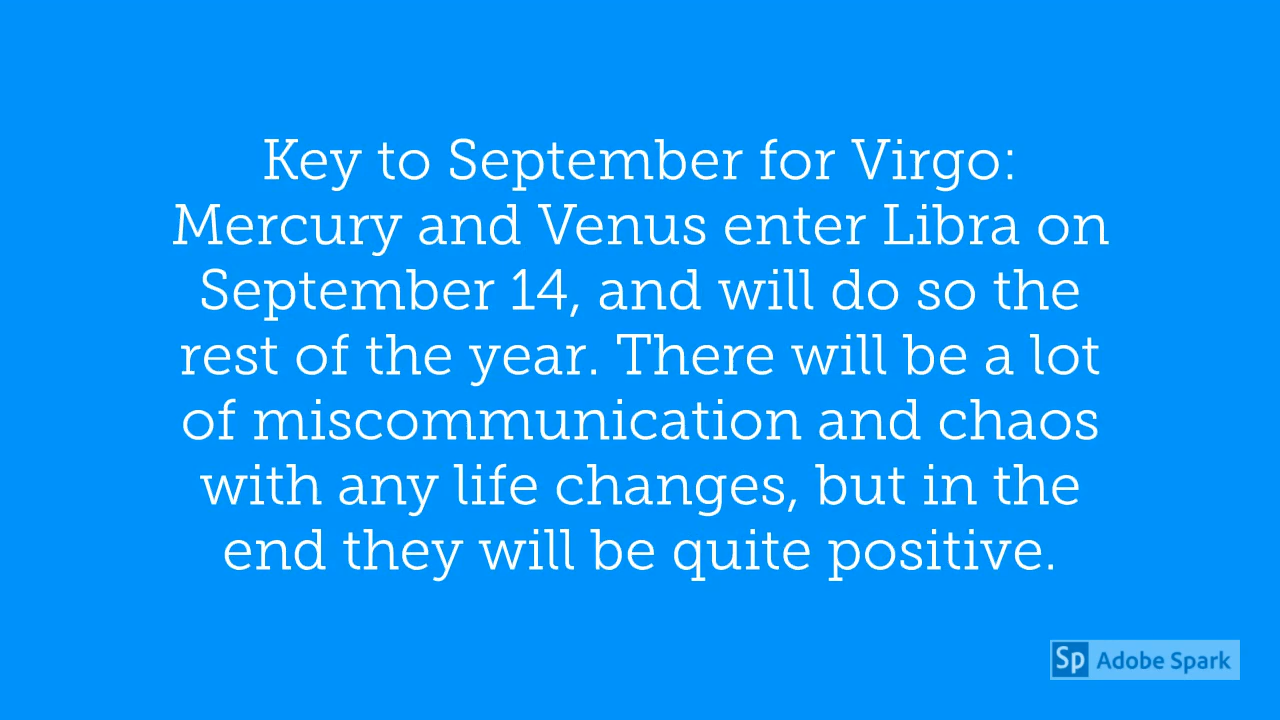 Key to September for Virgo:
Mercury and Venus enter Libra on
September 14, and will do so the
rest of the year. There will be a lot
of miscommunication and chaos
with any life changes, but in the
end they will be quite positive.
Sp Adobe Spark